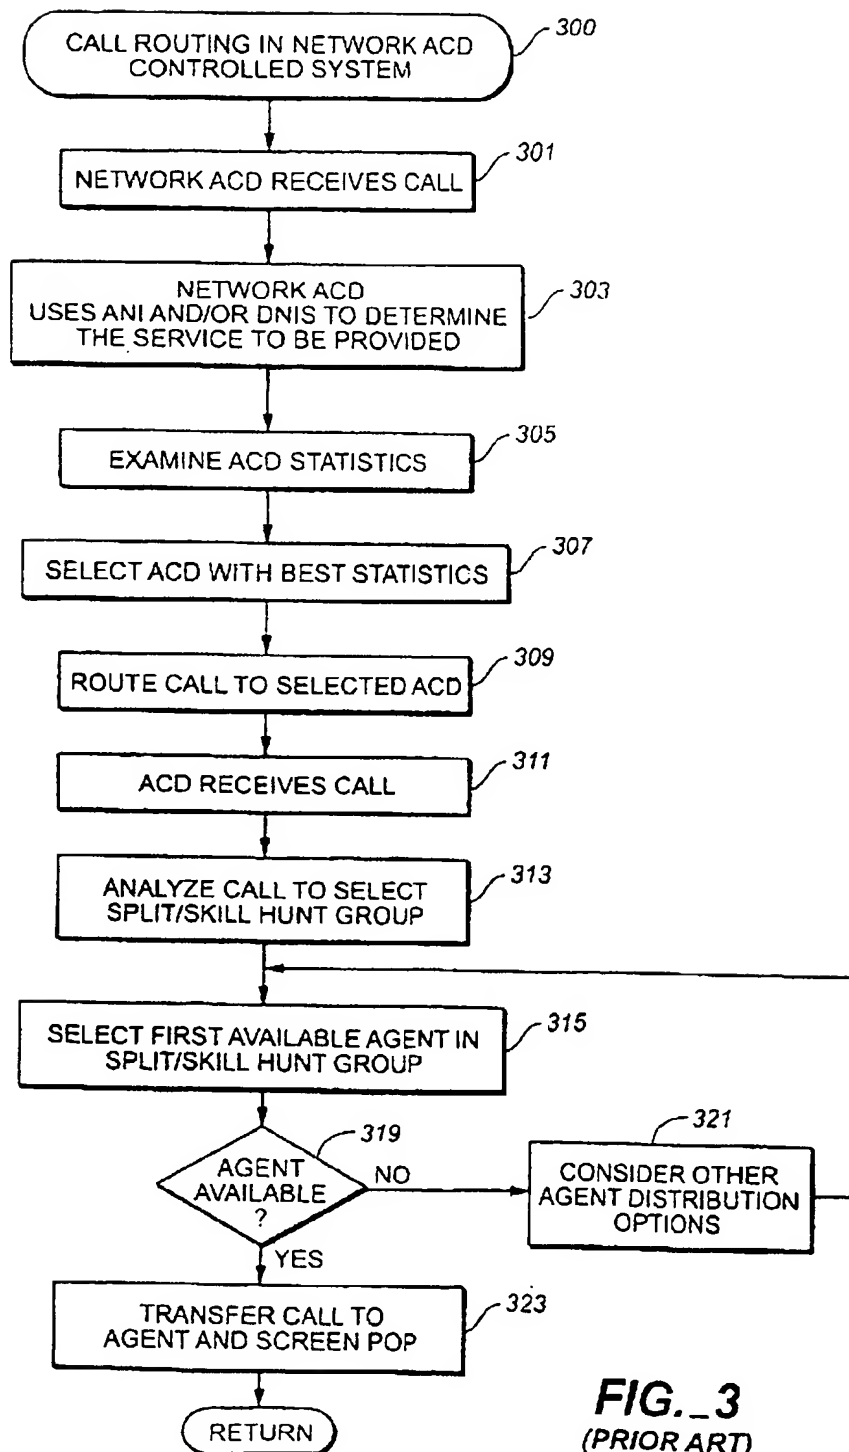 CALL ROUTING IN NETWORK ACD
CONTROLLED SYSTEM
300
301
NETWORK ACD RECEIVES CALL
NETWORK ACD
USES ANI AND/OR DNIS TO DETERMINE
THE SERVICE TO BE PROVIDED
303
305
EXAMINE ACD STATISTICS
307
SELECT ACD WITH BEST STATISTICS
309
ROUTE CALL TO SELECTED ACD
311
ACD RECEIVES CALL
313
ANALYZE CALL TO SELECT
SPLIT/SKILL HUNT GROUP
315
SELECT FIRST AVAILABLE AGENT IN
SPLIT/SKILL HUNT GROUP
319
AGENT
AVAILABLE
?
NO
321
CONSIDER OTHER
AGENT DISTRIBUTION
OPTIONS
YES
323
TRANSFER CALL TO
AGENT AND SCREEN POP
RETURN
FIG._3
(PRIOR ART)